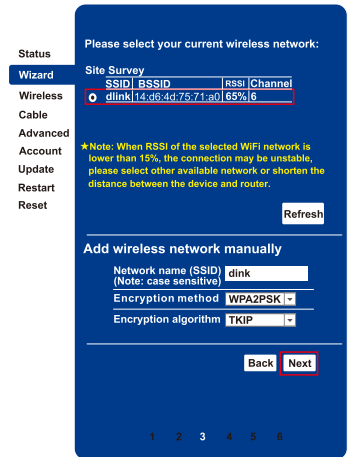 Please select your current wireless network:
Status
Wizard
Wireless
Cable
Advanced
Account
Update
Restart
Reset
Site Survey
SSID BSSID RSSI Channel
dlink 14:d6:4d:75:71:a0 65% 6
★Note: When RSSI of the selected WiFi network is
lower than 15%, the connection may be unstable,
please select other available network or shorten the
distance between the device and router.
Refresh
Add wireless network manually
Network name (SSID) dink
(Note: case sensitive)
Encryption method WPA2PSK
Encryption algorithm TKIP
Back Next
1 2 3 4 5 6